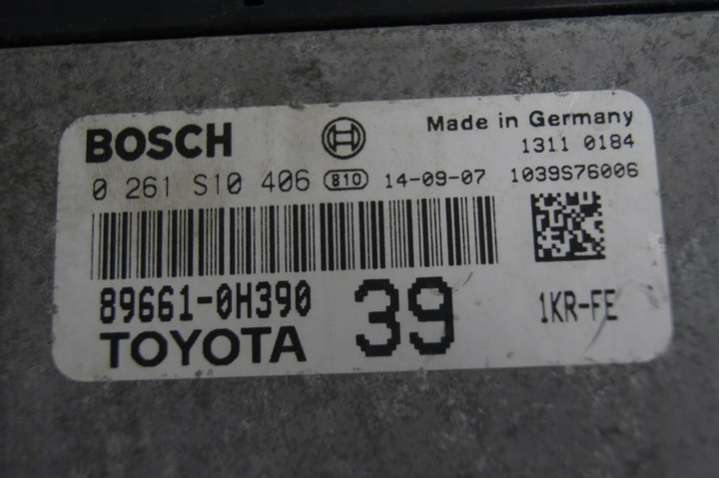 BOSCH
Made in Germany
1311 0184
0 261 S10 406 810 14-09-07 1039S76006
89661-0H390
39
1KR-FE
TOYOTA